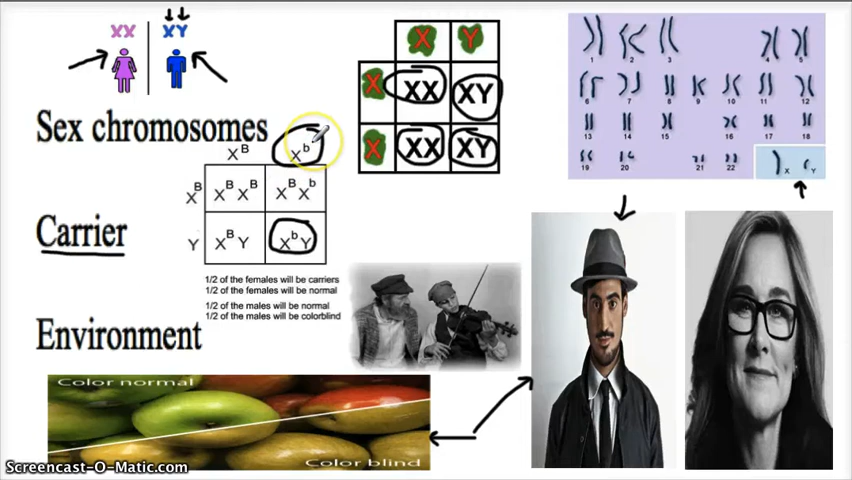 XX XY
Sex chromosomes
X^B X^b
X^B X^B X^B X^B X^b
Y X^B Y X^b Y
Carrier
1/2 of the females will be carriers
1/2 of the females will be normal
1/2 of the males will be normal
1/2 of the males will be colorblind
Environment
Color normal
Color blind
X Y
X XX XY
X XX XY
1 2 3 4 5
6 7 8 9 10 11 12
13 14 15 16 17 18
19 20 21 22 X Y
Screencast-O-Matic.com